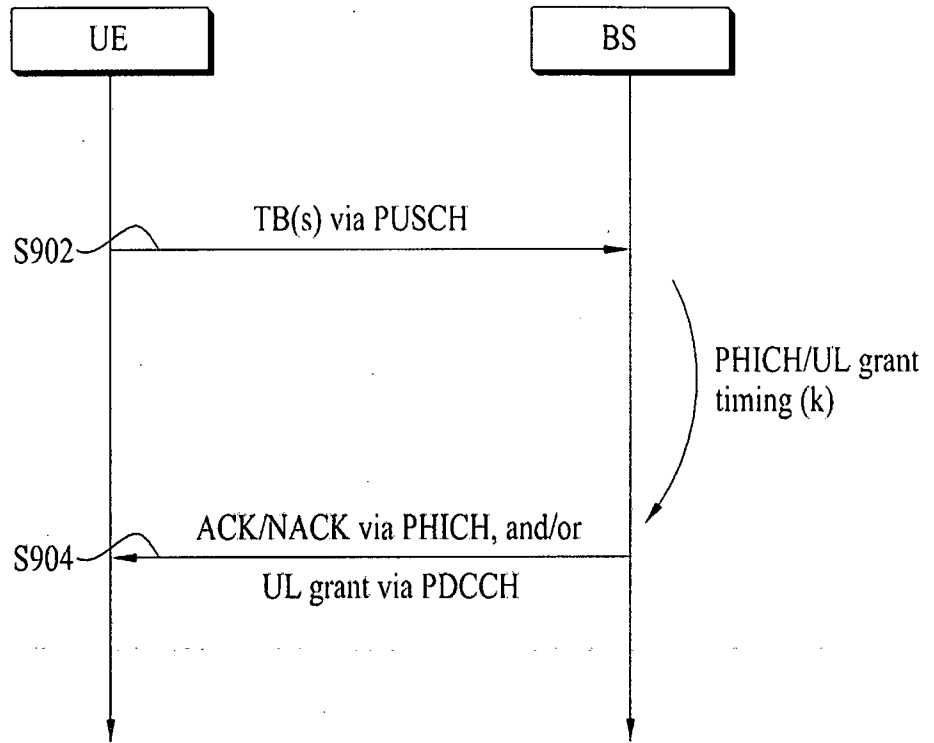 UE
BS
TB(s) via PUSCH
S902
PHICH/UL grant
timing (k)
ACK/NACK via PHICH, and/or
S904
UL grant via PDCCH